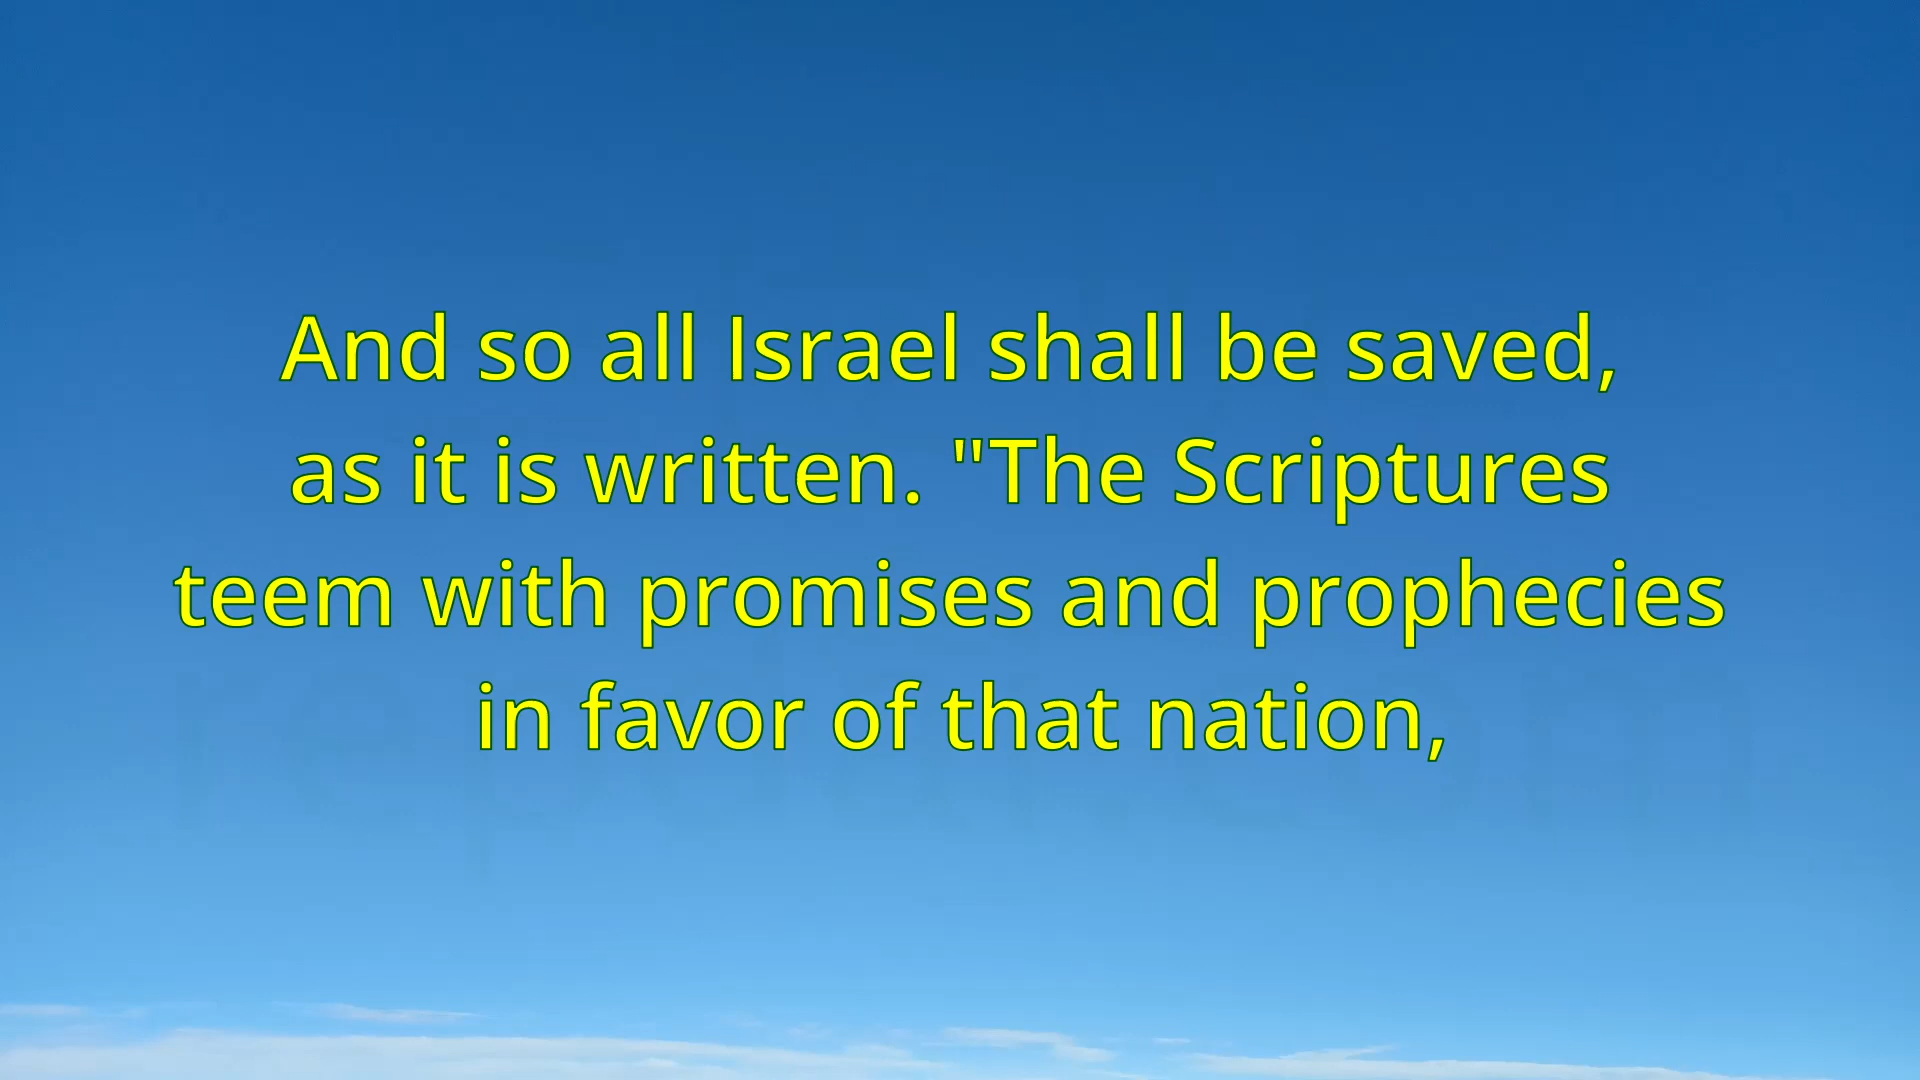 And so all Israel shall be saved,
as it is written. "The Scriptures
teem with promises and prophecies
in favor of that nation,